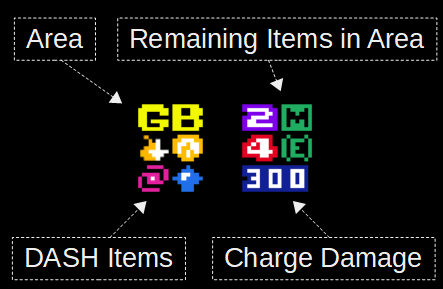 Area
Remaining Items in Area
GB 2 M
4 (E)
300
DASH Items
Charge Damage